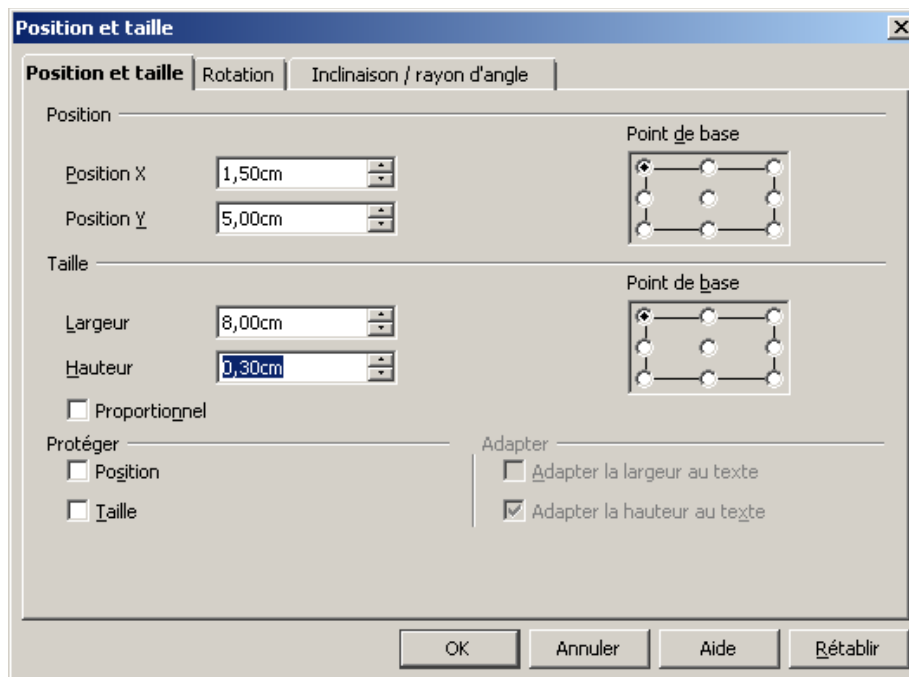 Position et taille
Position et taille Rotation Inclinaison / rayon d'angle
Position
Point de base
Position X 1,50cm
Position Y 5,00cm
Taille
Point de base
Largeur 8,00cm
Hauteur 0,30cm
Proportionnel
Protéger Adapter
Position Adapter la largeur au texte
Taille Adapter la hauteur au texte
OK Annuler Aide Rétablir